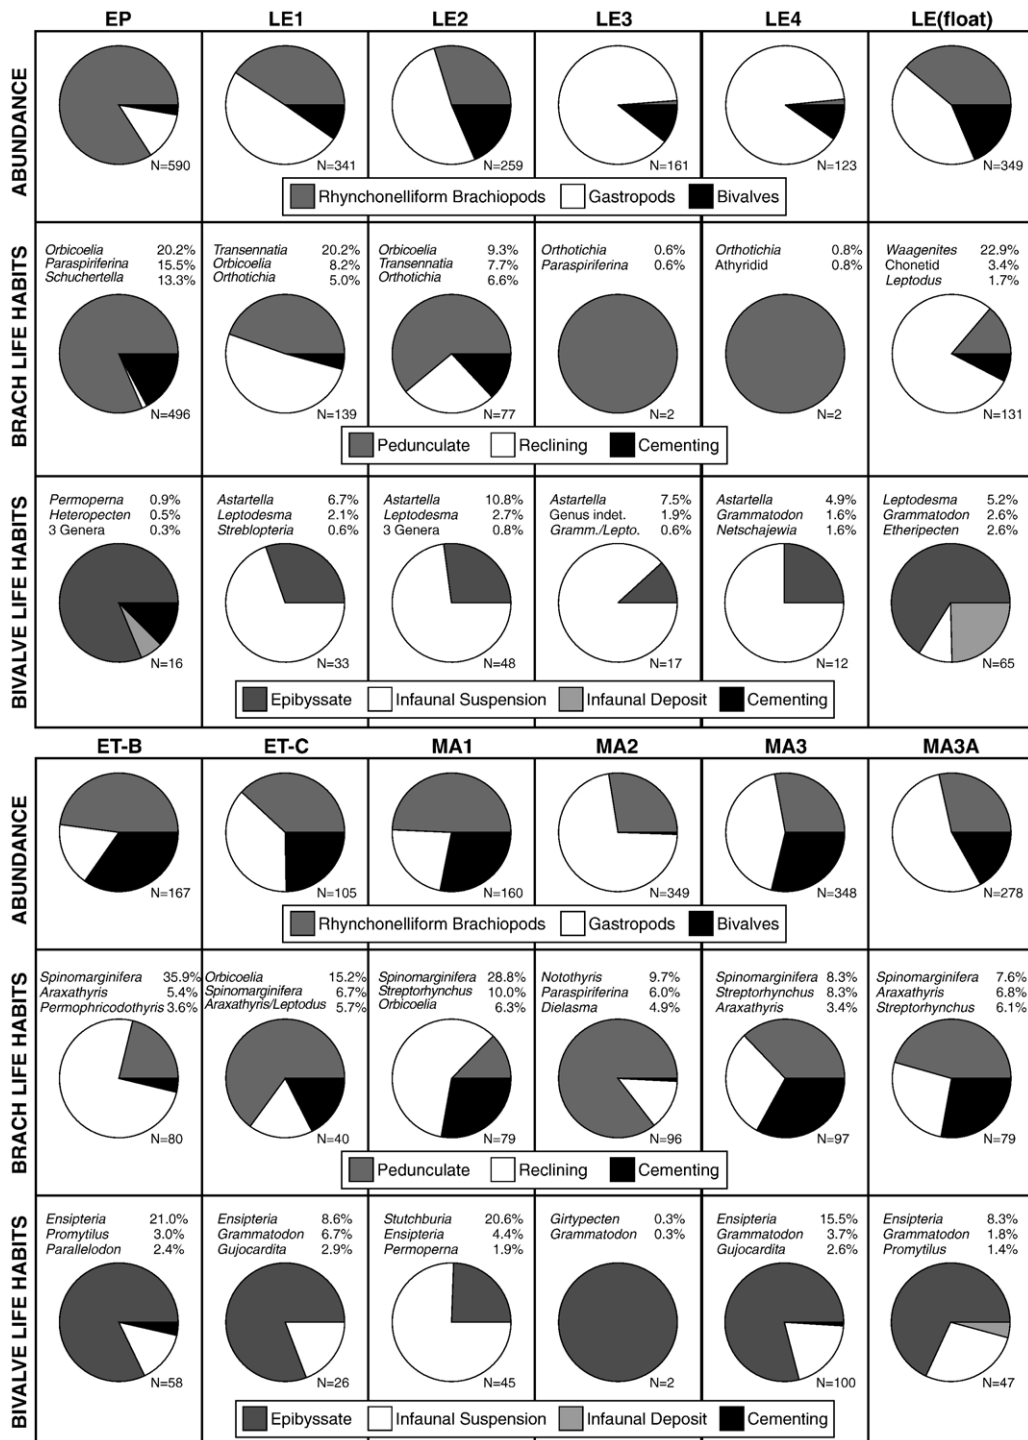 EP LE1 LE2 LE3 LE4 LE(float)
ABUNDANCE
N=590 N=341 N=259 N=161 N=123 N=349
Rhynchonelliform Brachiopods Gastropods Bivalves
BRACH LIFE HABITS
Orbicoelia 20.2% Transennatia 20.2% Orbicoelia 9.3% Orthotichia 0.6% Orthotichia 0.8% Waagenites 22.9%
Paraspiriferina 15.5% Orbicoelia 8.2% Transennatia 7.7% Paraspiriferina 0.6% Athyridid 0.8% Chonetid 3.4%
Schuchertella 13.3% Orthotichia 5.0% Orthotichia 6.6% Leptodus 1.7%
N=496 N=139 N=77 N=2 N=2 N=131
Pedunculate Reclining Cementing
BIVALVE LIFE HABITS
Permoperna 0.9% Astartella 6.7% Astartella 10.8% Astartella 7.5% Astartella 4.9% Leptodesma 5.2%
Heteropecten 0.5% Leptodesma 2.1% Leptodesma 2.7% Genus indet. 1.9% Grammatodon 1.6% Grammatodon 2.6%
3 Genera 0.3% Streblopteria 0.6% 3 Genera 0.8% Gramm./Lepto. 0.6% Netschajewia 1.6% Etheripecten 2.6%
N=16 N=33 N=48 N=17 N=12 N=65
Epibyssate Infaunal Suspension Infaunal Deposit Cementing
ET-B ET-C MA1 MA2 MA3 MA3A
ABUNDANCE
N=167 N=105 N=160 N=349 N=348 N=278
Rhynchonelliform Brachiopods Gastropods Bivalves
BRACH LIFE HABITS
Spinomarginifera 35.9% Orbicoelia 15.2% Spinomarginifera 28.8% Notothyris 9.7% Spinomarginifera 8.3% Spinomarginifera 7.6%
Araxathyris 5.4% Spinomarginifera 6.7% Streptorhynchus 10.0% Paraspiriferina 6.0% Streptorhynchus 8.3% Araxathyris 6.8%
Permophricodothyris 3.6% Araxathyris/Leptodus 5.7% Orbicoelia 6.3% Dielasma 4.9% Araxathyris 3.4% Streptorhynchus 6.1%
N=80 N=40 N=79 N=96 N=97 N=79
Pedunculate Reclining Cementing
BIVALVE LIFE HABITS
Ensipteria 21.0% Ensipteria 8.6% Stutchburia 20.6% Girtypecten 0.3% Ensipteria 15.5% Ensipteria 8.3%
Promytilus 3.0% Grammatodon 6.7% Ensipteria 4.4% Grammatodon 0.3% Grammatodon 3.7% Grammatodon 1.8%
Parallelodon 2.4% Gujocardita 2.9% Permoperna 1.9% Gujocardita 2.6% Promytilus 1.4%
N=58 N=26 N=45 N=2 N=100 N=47
Epibyssate Infaunal Suspension Infaunal Deposit Cementing